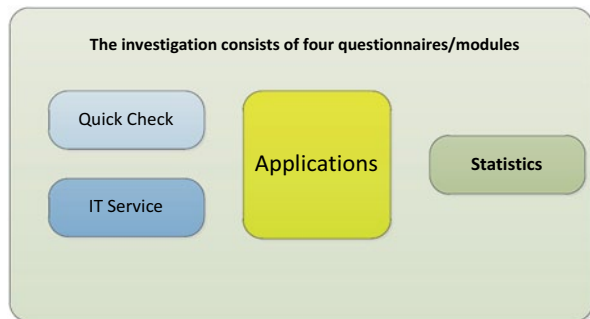 The investigation consists of four questionnaires/modules
Quick Check
Applications
Statistics
IT Service